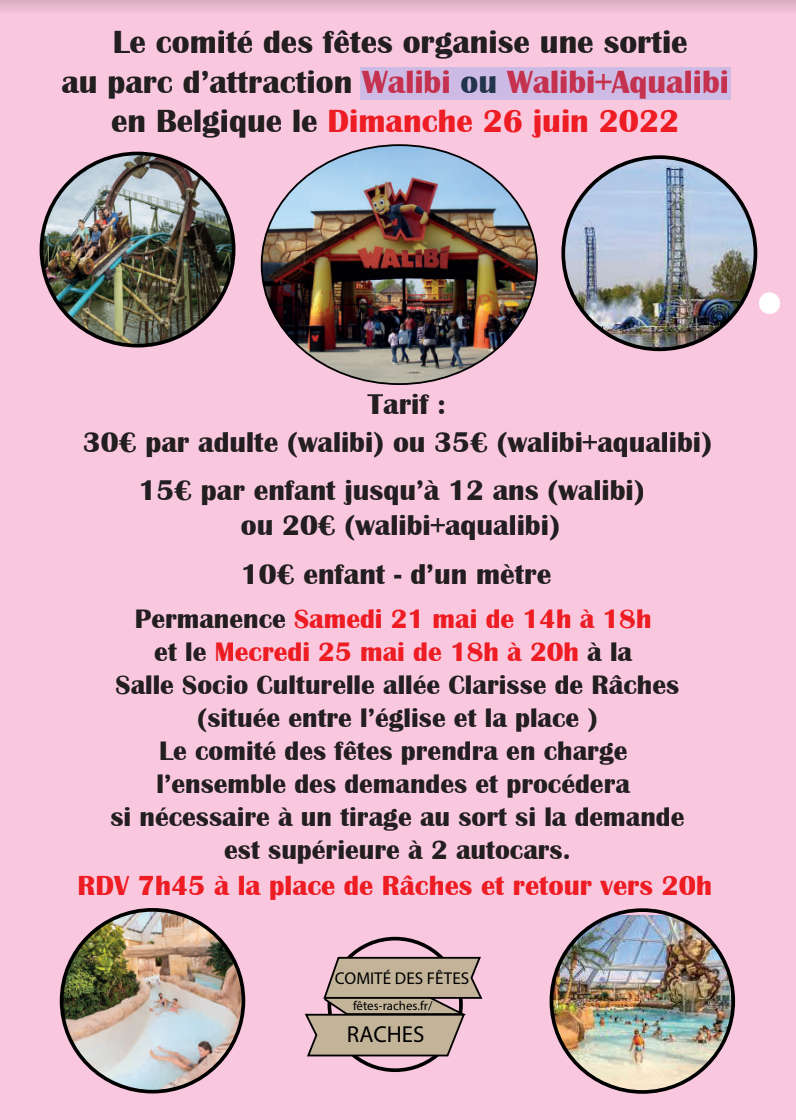 Le comité des fêtes organise une sortie
au parc d’attraction Walibi ou Walibi+Aqualibi
en Belgique le Dimanche 26 juin 2022
W
WALiBi
Tarif :
30€ par adulte (walibi) ou 35€ (walibi+aqualibi)
15€ par enfant jusqu’à 12 ans (walibi)
ou 20€ (walibi+aqualibi)
10€ enfant - d’un mètre
Permanence Samedi 21 mai de 14h à 18h
et le Mecredi 25 mai de 18h à 20h à la
Salle Socio Culturelle allée Clarisse de Râches
(située entre l’église et la place )
Le comité des fêtes prendra en charge
l’ensemble des demandes et procédera
si nécessaire à un tirage au sort si la demande
est supérieure à 2 autocars.
RDV 7h45 à la place de Râches et retour vers 20h
COMITÉ DES FÊTES
fêtes-raches.fr/
RACHES